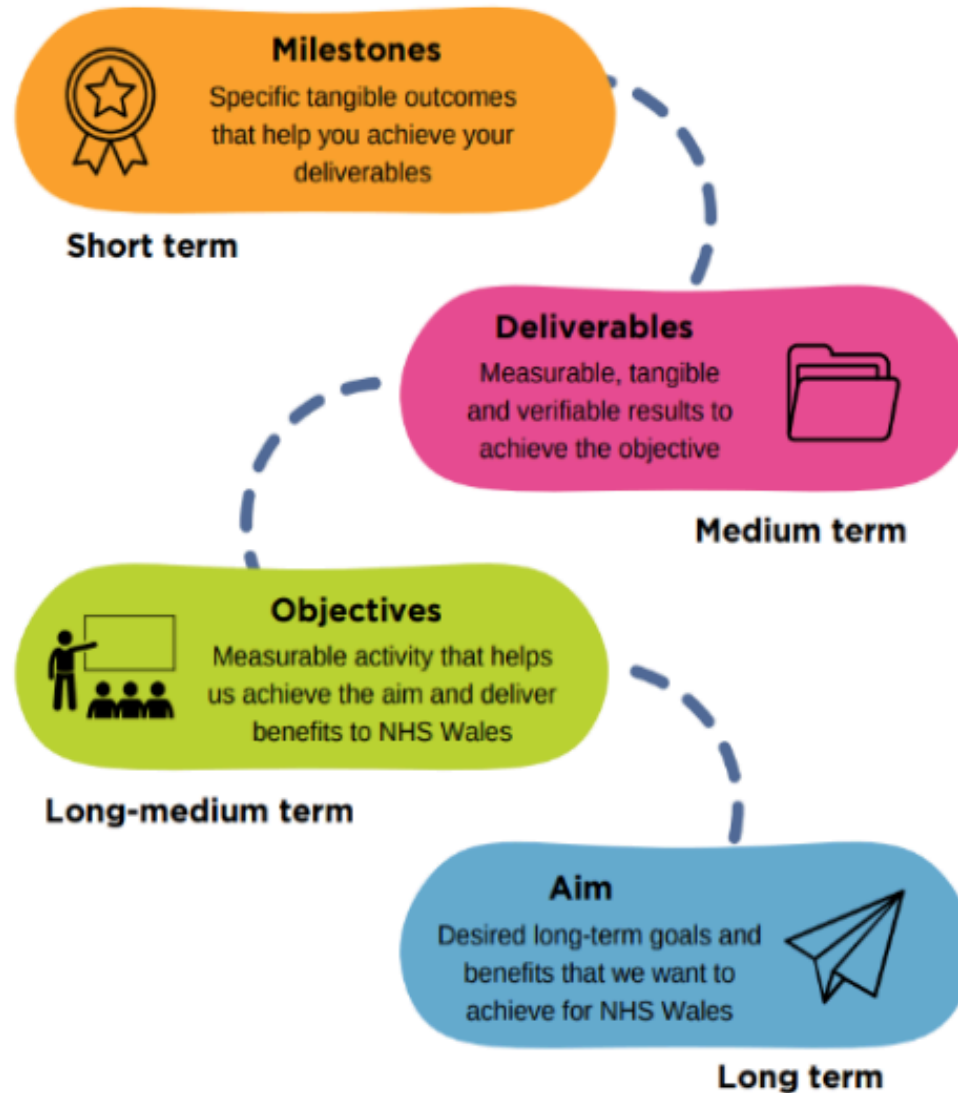 Milestones
Specific tangible outcomes
that help you achieve your
deliverables
Short term
Deliverables
Measurable, tangible
and verifiable results to
achieve the objective
Medium term
Objectives
Measurable activity that helps
us achieve the aim and deliver
benefits to NHS Wales
Long-medium term
Aim
Desired long-term goals and
benefits that we want to
achieve for NHS Wales
Long term